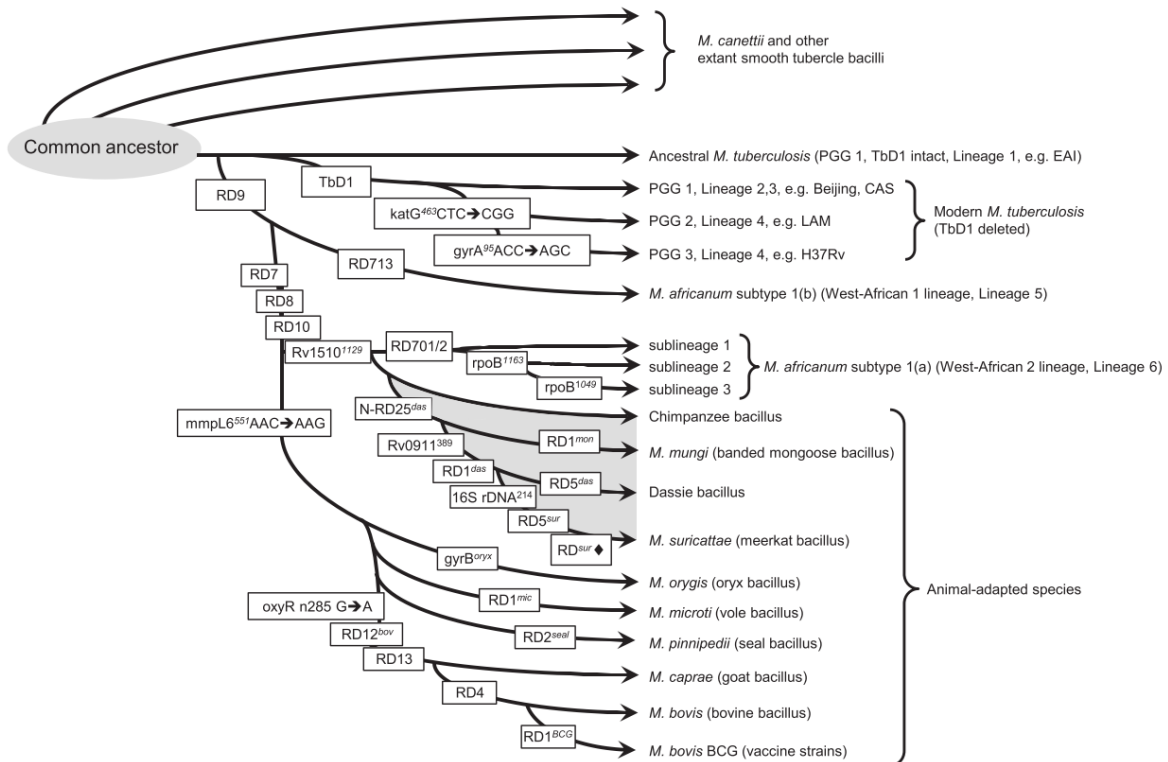 M. canettii and other
extant smooth tubercle bacilli
Common ancestor
Ancestral M. tuberculosis (PGG 1, TbD1 intact, Lineage 1, e.g. EAI)
TbD1
RD9
PGG 1, Lineage 2,3, e.g. Beijing, CAS
katG⁴⁶³CTC➔CGG
PGG 2, Lineage 4, e.g. LAM
Modern M. tuberculosis
(TbD1 deleted)
gyrA⁹⁵ACC➔AGC
PGG 3, Lineage 4, e.g. H37Rv
RD713
RD7
M. africanum subtype 1(b) (West-African 1 lineage, Lineage 5)
RD8
RD10
Rv1510¹¹²⁹
RD701/2
sublineage 1
rpoB¹¹⁶³
sublineage 2
M. africanum subtype 1(a) (West-African 2 lineage, Lineage 6)
rpoB¹⁰⁴⁹
sublineage 3
N-RD25ᵈᵃˢ
Chimpanzee bacillus
mmpL6⁵⁵¹AAC➔AAG
RD1ᵐᵒⁿ
M. mungi (banded mongoose bacillus)
Rv0911³⁸⁹
RD1ᵈᵃˢ
RD5ᵈᵃˢ
Dassie bacillus
16S rDNA²¹⁴
RD5ˢᵘʳ
RDˢᵘʳ ♦
M. suricattae (meerkat bacillus)
gyrBᵒʳʸˣ
M. orygis (oryx bacillus)
Animal-adapted species
RD1ᵐⁱᶜ
M. microti (vole bacillus)
oxyR n285 G➔A
RD2ˢᵉᵃˡ
M. pinnipedii (seal bacillus)
RD12ᵇᵒᵛ
RD13
M. caprae (goat bacillus)
RD4
M. bovis (bovine bacillus)
RD1ᴮᶜᴳ
M. bovis BCG (vaccine strains)